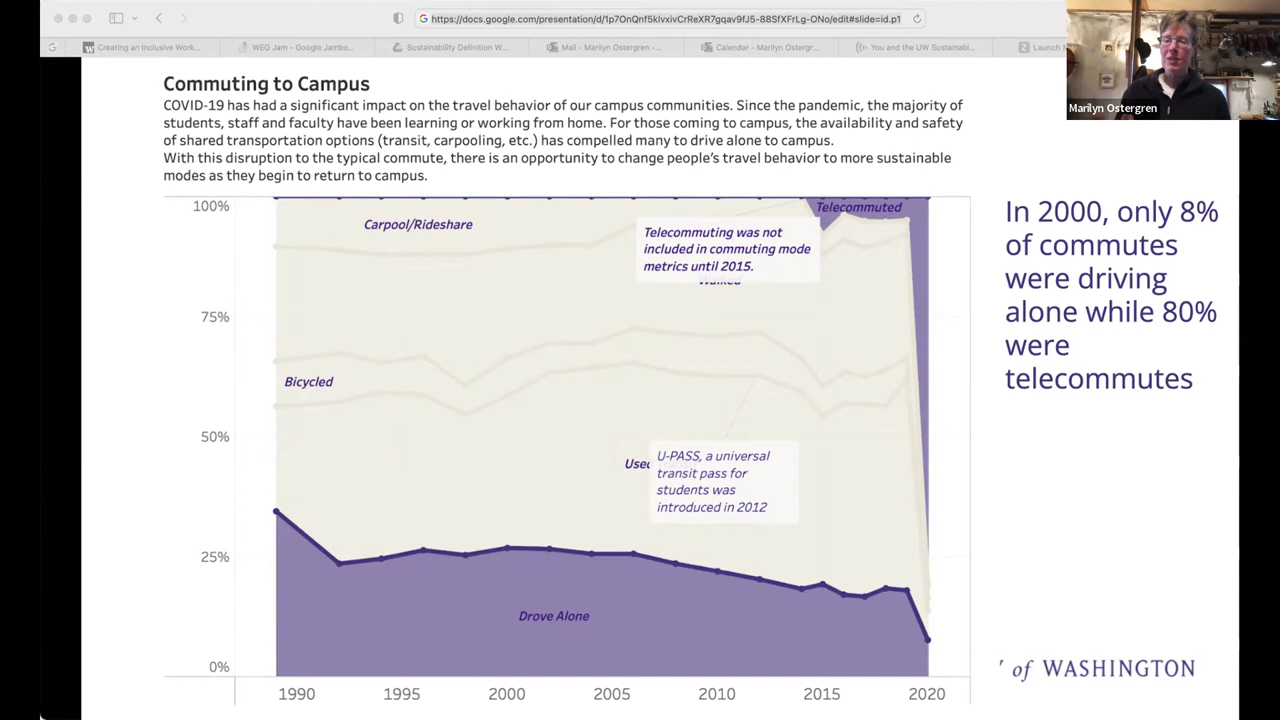 https://docs.google.com/presentation/d/1p7OnQnf5kIvxivCrReXR7gqav9fJ5-88SfXFrLg-ONo/edit#slide=id.p1
G
Creating an Inclusive Work...
WEG Jam - Google Jambo...
Sustainability Definition W...
Mail - Marilyn Ostergren -...
Calendar - Marilyn Ostergr...
You and the UW Sustainabi...
Launch
Marilyn Ostergren
Commuting to Campus
COVID-19 has had a significant impact on the travel behavior of our campus communities. Since the pandemic, the majority of
students, staff and faculty have been learning or working from home. For those coming to campus, the availability and safety
of shared transportation options (transit, carpooling, etc.) has compelled many to drive alone to campus.
With this disruption to the typical commute, there is an opportunity to change people's travel behavior to more sustainable
modes as they begin to return to campus.
100%
75%
50%
25%
0%
Carpool/Rideshare
Telecommuted
Telecommuting was not
included in commuting mode
metrics until 2015.
Walked
Bicycled
Used
U-PASS, a universal
transit pass for
students was
introduced in 2012
Drove Alone
1990
1995
2000
2005
2010
2015
2020
In 2000, only 8%
of commutes
were driving
alone while 80%
were
telecommutes
of WASHINGTON